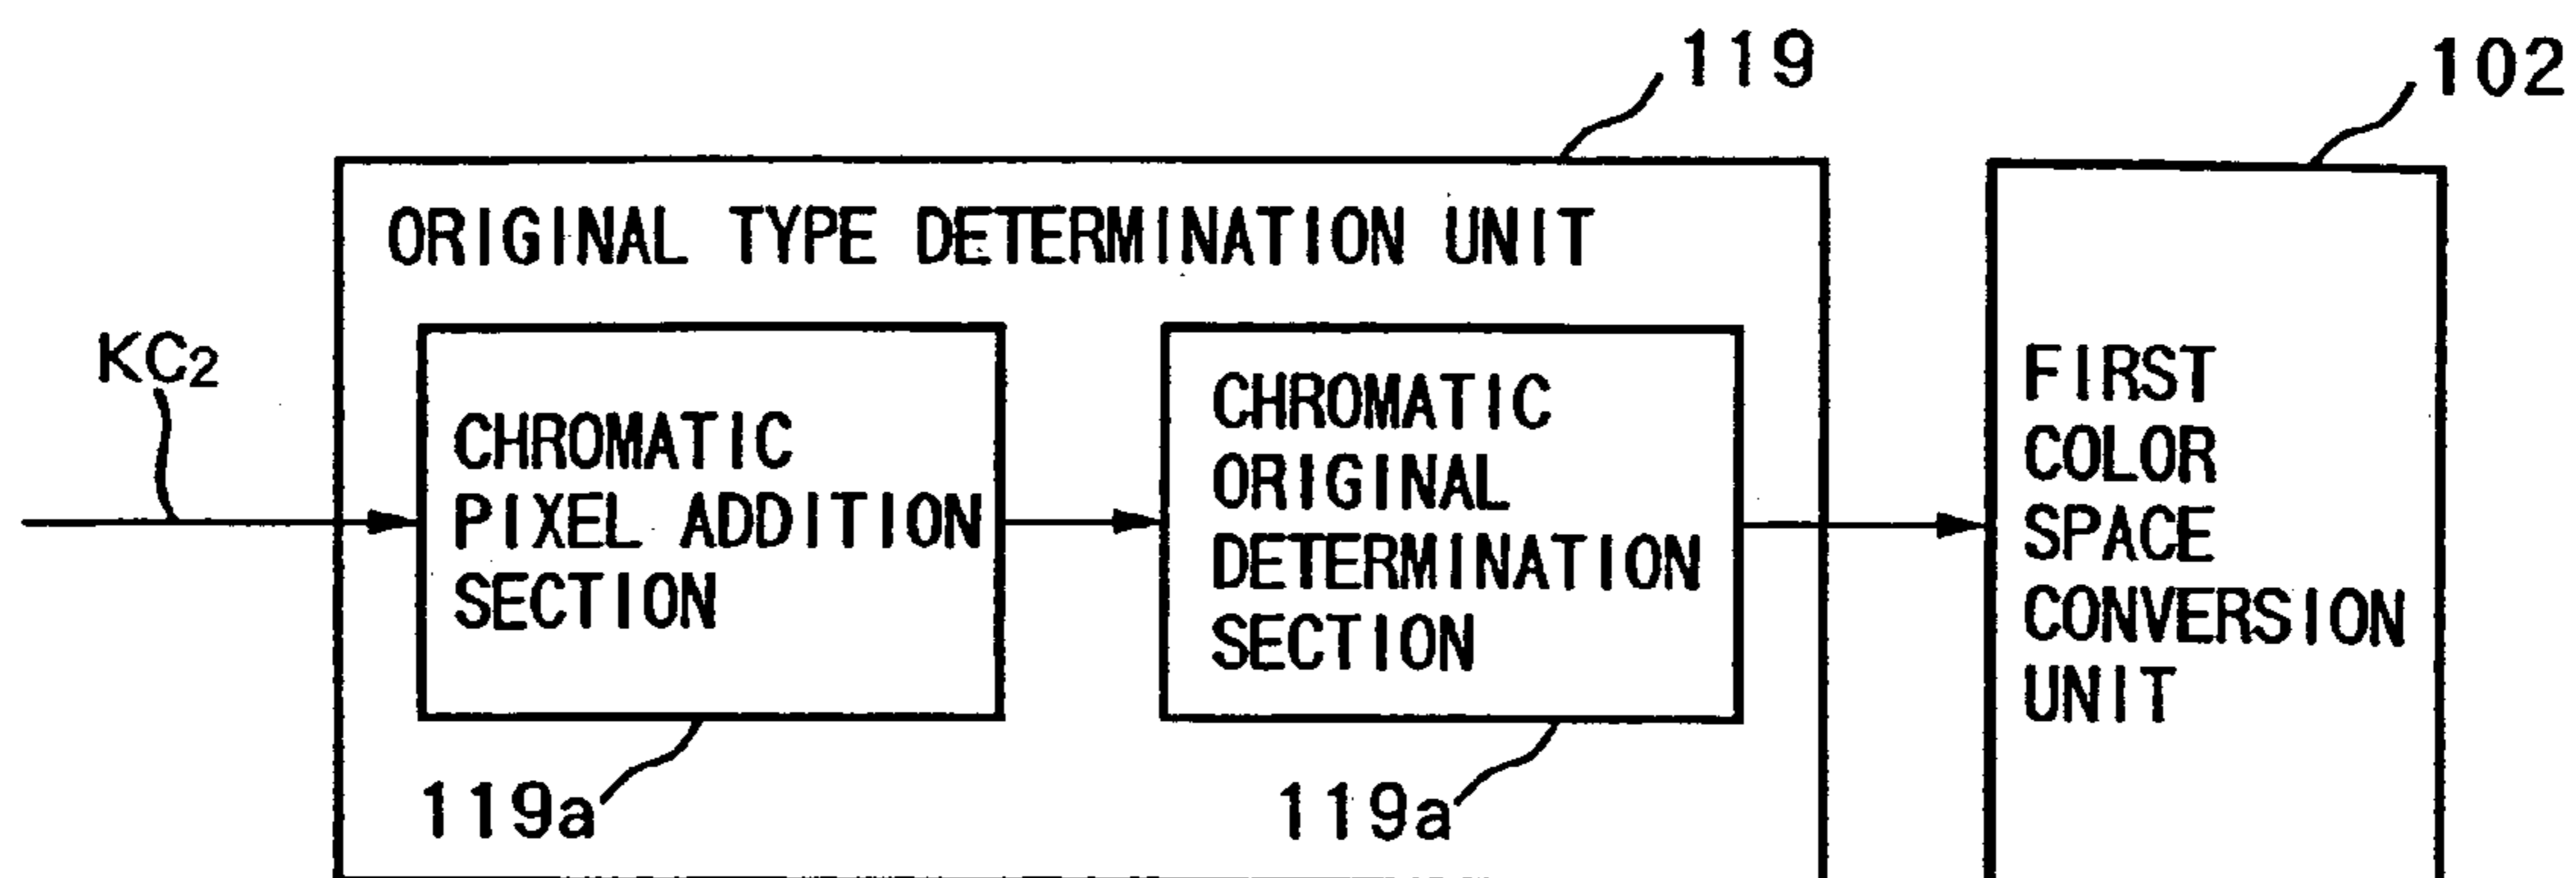 119
102
ORIGINAL TYPE DETERMINATION UNIT
KC2
CHROMATIC
PIXEL ADDITION
SECTION
CHROMATIC
ORIGINAL
DETERMINATION
SECTION
FIRST
COLOR
SPACE
CONVERSION
UNIT
119a
119a